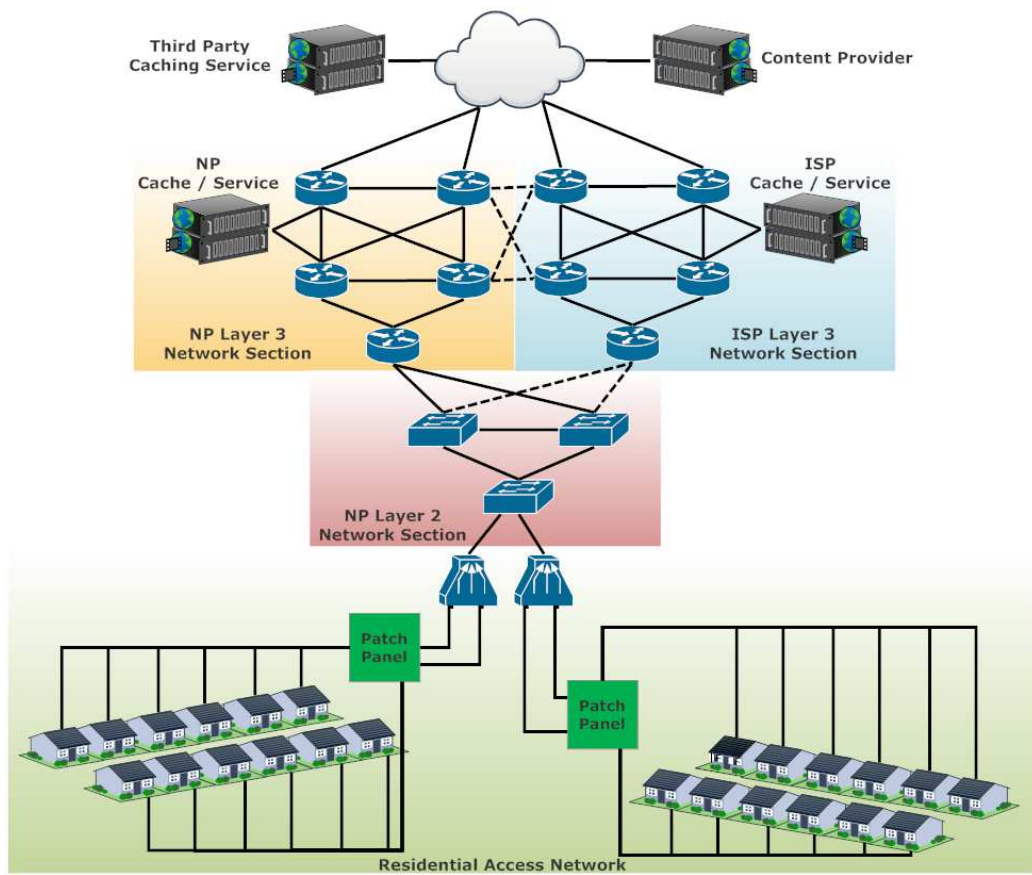 Third Party
Caching Service
Content Provider
NP
Cache / Service
ISP
Cache / Service
NP Layer 3
Network Section
ISP Layer 3
Network Section
NP Layer 2
Network Section
Patch
Panel
Patch
Panel
Residential Access Network